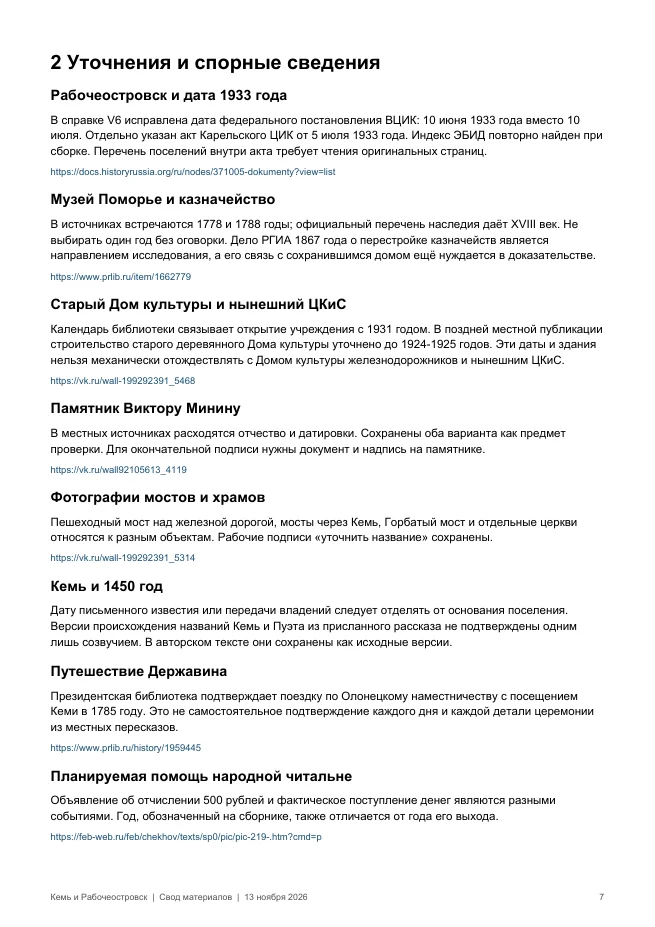 2 Уточнения и спорные сведения
Рабочеостровск и дата 1933 года
В справке V6 исправлена дата федерального постановления ВЦИК: 10 июня 1933 года вместо 10
июля. Отдельно указан акт Карельского ЦИК от 5 июля 1933 года. Индекс ЭБИД повторно найден при
сборке. Перечень поселений внутри акта требует чтения оригинальных страниц.
https://docs.historyrussia.org/ru/nodes/371005-dokumenty?view=list
Музей Поморье и казначейство
В источниках встречаются 1778 и 1788 годы; официальный перечень наследия даёт XVIII век. Не
выбирать один год без оговорки. Дело РГИА 1867 года о перестройке казначейств является
направлением исследования, а его связь с сохранившимся домом ещё нуждается в доказательстве.
https://www.prlib.ru/item/1662779
Старый Дом культуры и нынешний ЦКиС
Календарь библиотеки связывает открытие учреждения с 1931 годом. В поздней местной публикации
строительство старого деревянного Дома культуры уточнено до 1924-1925 годов. Эти даты и здания
нельзя механически отождествлять с Домом культуры железнодорожников и нынешним ЦКиС.
https://vk.ru/wall-199292391_5468
Памятник Виктору Минину
В местных источниках расходятся отчество и датировки. Сохранены оба варианта как предмет
проверки. Для окончательной подписи нужны документ и надпись на памятнике.
https://vk.ru/wall92105613_4119
Фотографии мостов и храмов
Пешеходный мост над железной дорогой, мосты через Кемь, Горбатый мост и отдельные церкви
относятся к разным объектам. Рабочие подписи «уточнить название» сохранены.
https://vk.ru/wall-199292391_5314
Кемь и 1450 год
Дату письменного известия или передачи владений следует отделять от основания поселения.
Версии происхождения названий Кемь и Пуэта из присланного рассказа не подтверждены одним
лишь созвучием. В авторском тексте они сохранены как исходные версии.
Путешествие Державина
Президентская библиотека подтверждает поездку по Олонецкому наместничеству с посещением
Кеми в 1785 году. Это не самостоятельное подтверждение каждого дня и каждой детали церемонии
из местных пересказов.
https://www.prlib.ru/history/1959445
Планируемая помощь народной читальне
Объявление об отчислении 500 рублей и фактическое поступление денег являются разными
событиями. Год, обозначенный на сборнике, также отличается от года его выхода.
https://feb-web.ru/feb/chekhov/texts/sp0/pic/pic-219-.htm?cmd=p
Кемь и Рабочеостровск | Свод материалов | 13 ноября 2026
7